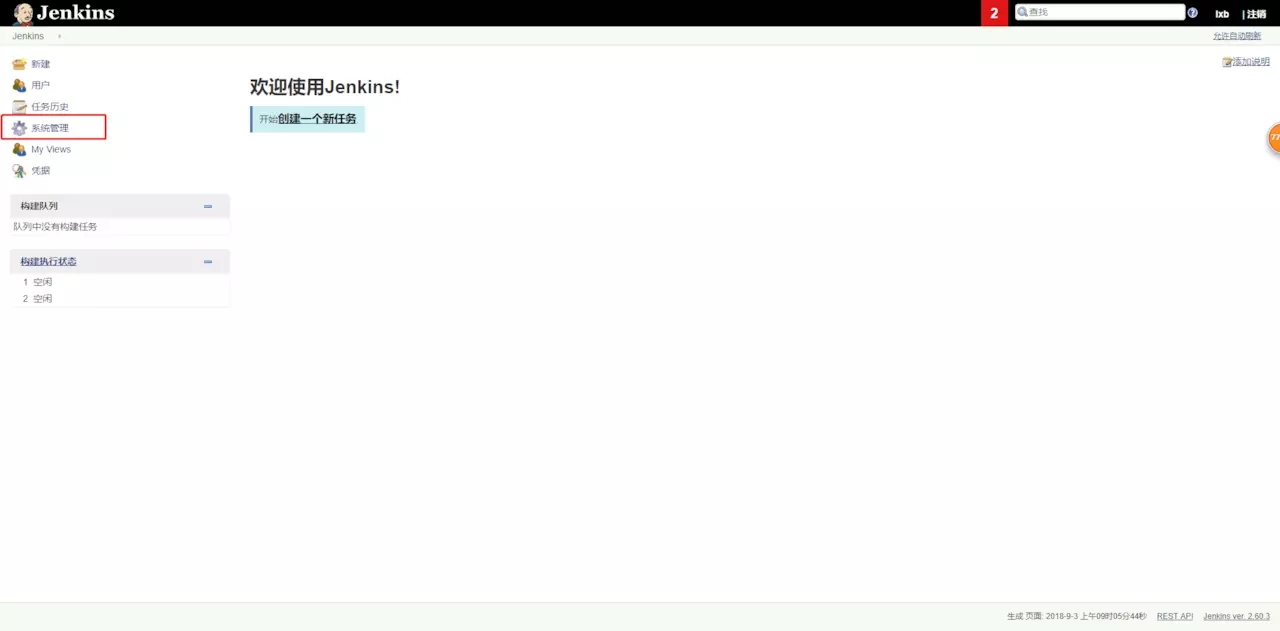 Jenkins
2
查找
lxb
| 注销
Jenkins
允许自动刷新
新建
用户
任务历史
系统管理
My Views
凭据
添加说明
欢迎使用Jenkins!
开始创建一个新任务
77
构建队列
队列中没有构建任务
构建执行状态
1 空闲
2 空闲
生成 页面: 2018-9-3 上午09时05分44秒 REST API Jenkins ver. 2.60.3